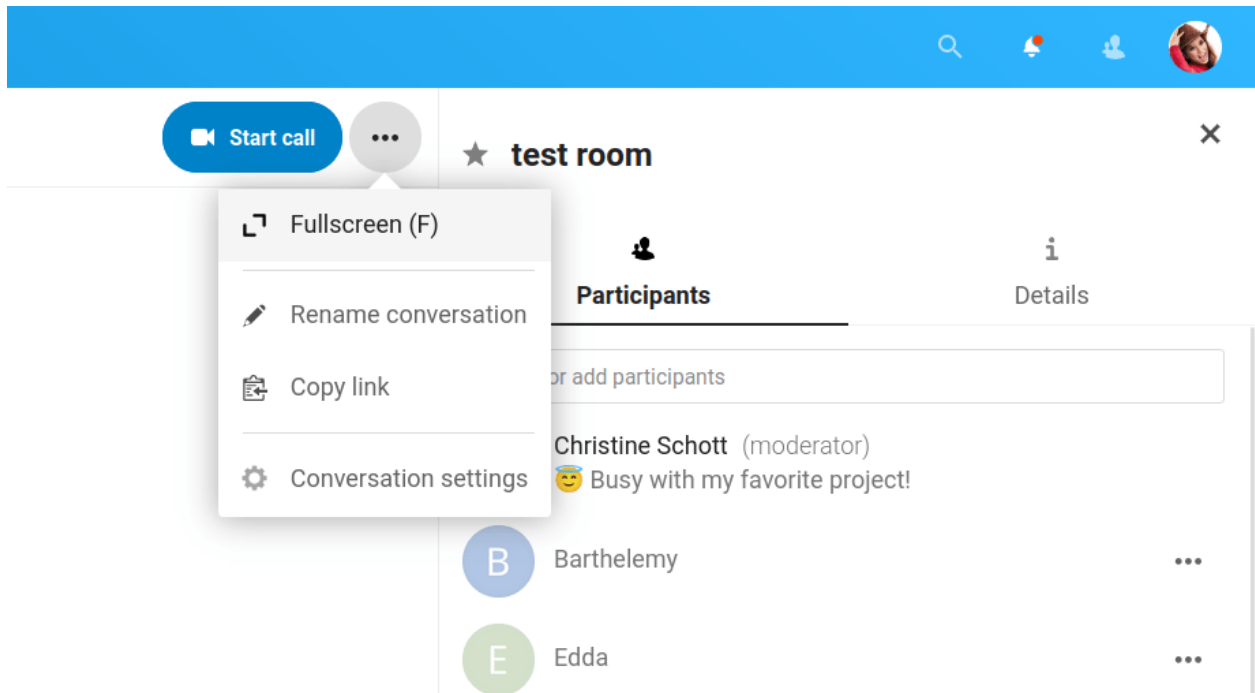 Start call
test room
Fullscreen (F)
Rename conversation
Copy link
Conversation settings
Participants
Details
or add participants
Christine Schott (moderator)
😇 Busy with my favorite project!
B Barthelemy
E Edda